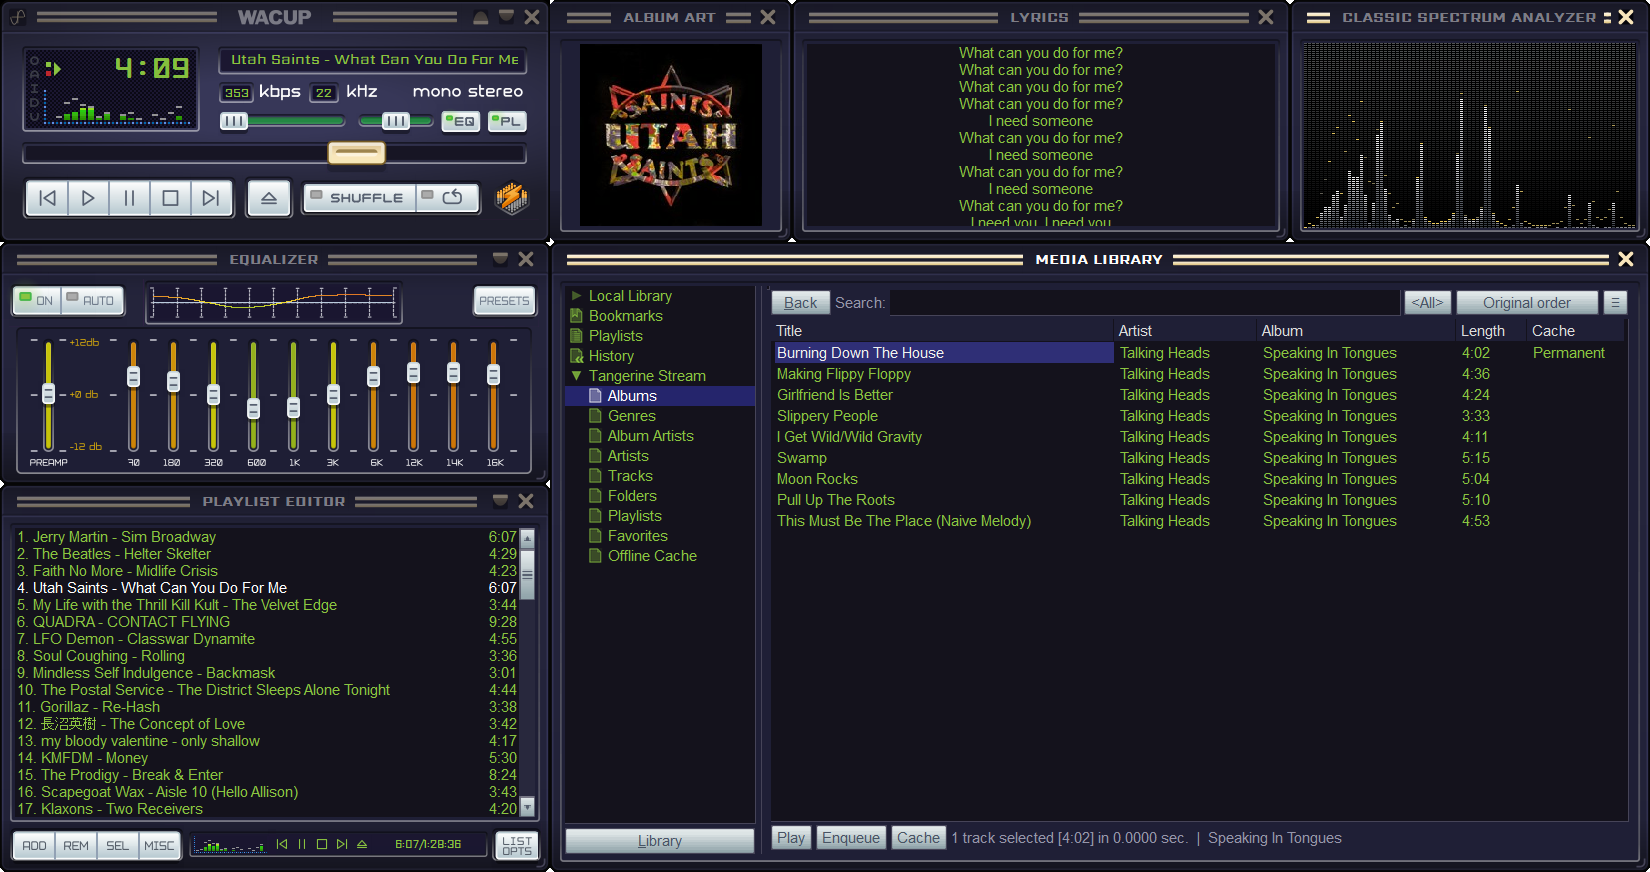 WACUP
O
A
I
D
U
4:09
Utah Saints - What Can You Do For Me
353 kbps 22 kHz mono stereo
EQ PL
SHUFFLE
ALBUM ART
SAINTS
UTAH
SAINTS
LYRICS
What can you do for me?
What can you do for me?
What can you do for me?
What can you do for me?
I need someone
What can you do for me?
I need someone
What can you do for me?
I need someone
What can you do for me?
I need you, I need you
CLASSIC SPECTRUM ANALYZER
EQUALIZER
ON AUTO PRESETS
+12db
+0 db
-12 db
PREAMP 70 180 320 600 1K 3K 6K 12K 14K 16K
PLAYLIST EDITOR
1. Jerry Martin - Sim Broadway 6:07
2. The Beatles - Helter Skelter 4:29
3. Faith No More - Midlife Crisis 4:23
4. Utah Saints - What Can You Do For Me 6:07
5. My Life with the Thrill Kill Kult - The Velvet Edge 3:44
6. QUADRA - CONTACT FLYING 9:28
7. LFO Demon - Classwar Dynamite 4:55
8. Soul Coughing - Rolling 3:36
9. Mindless Self Indulgence - Backmask 3:01
10. The Postal Service - The District Sleeps Alone Tonight 4:44
11. Gorillaz - Re-Hash 3:38
12. 長沼英樹 - The Concept of Love 3:42
13. my bloody valentine - only shallow 4:17
14. KMFDM - Money 5:30
15. The Prodigy - Break & Enter 8:24
16. Scapegoat Wax - Aisle 10 (Hello Allison) 3:43
17. Klaxons - Two Receivers 4:20
ADD REM SEL MISC 6:07/1:28:36 LIST OPTS
MEDIA LIBRARY
Local Library
Bookmarks
Playlists
History
Tangerine Stream
Albums
Genres
Album Artists
Artists
Tracks
Folders
Playlists
Favorites
Offline Cache
Library
Back Search: <All> Original order
Title Artist Album Length Cache
Burning Down The House Talking Heads Speaking In Tongues 4:02 Permanent
Making Flippy Floppy Talking Heads Speaking In Tongues 4:36
Girlfriend Is Better Talking Heads Speaking In Tongues 4:24
Slippery People Talking Heads Speaking In Tongues 3:33
I Get Wild/Wild Gravity Talking Heads Speaking In Tongues 4:11
Swamp Talking Heads Speaking In Tongues 5:15
Moon Rocks Talking Heads Speaking In Tongues 5:04
Pull Up The Roots Talking Heads Speaking In Tongues 5:10
This Must Be The Place (Naive Melody) Talking Heads Speaking In Tongues 4:53
Play Enqueue Cache 1 track selected [4:02] in 0.0000 sec. | Speaking In Tongues